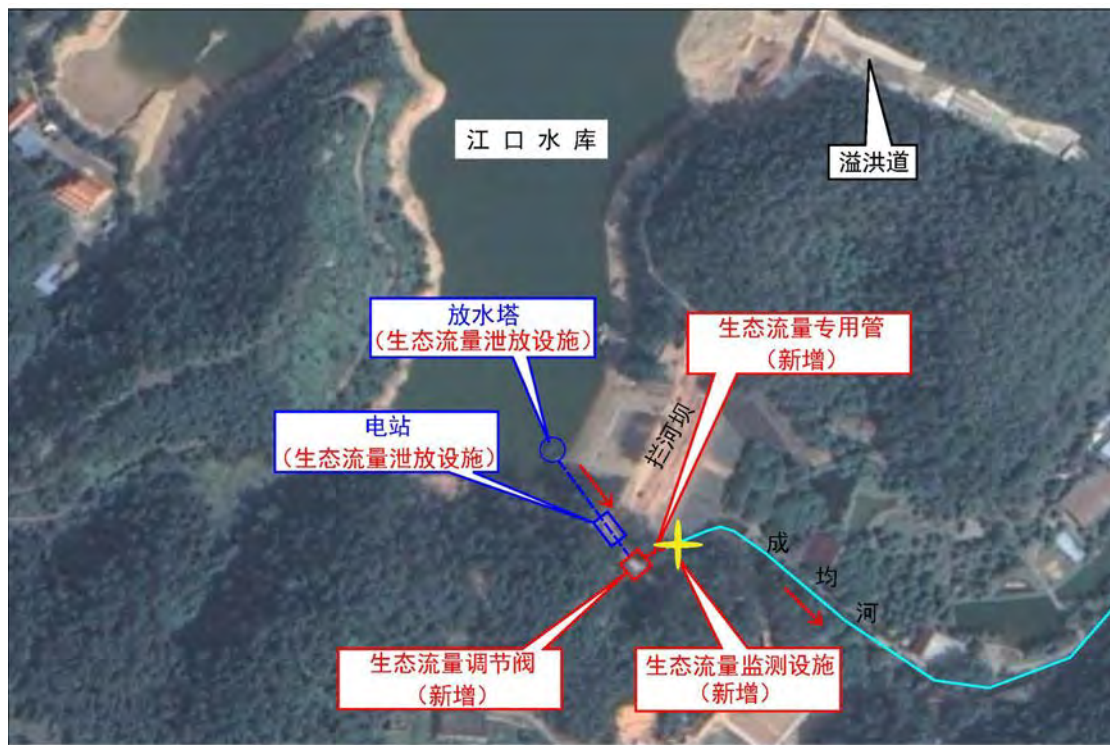 江口水库
溢洪道
放水塔
（生态流量泄放设施）
生态流量专用管
（新增）
电站
（生态流量泄放设施）
拦河坝
成均河
生态流量调节阀
（新增）
生态流量监测设施
（新增）